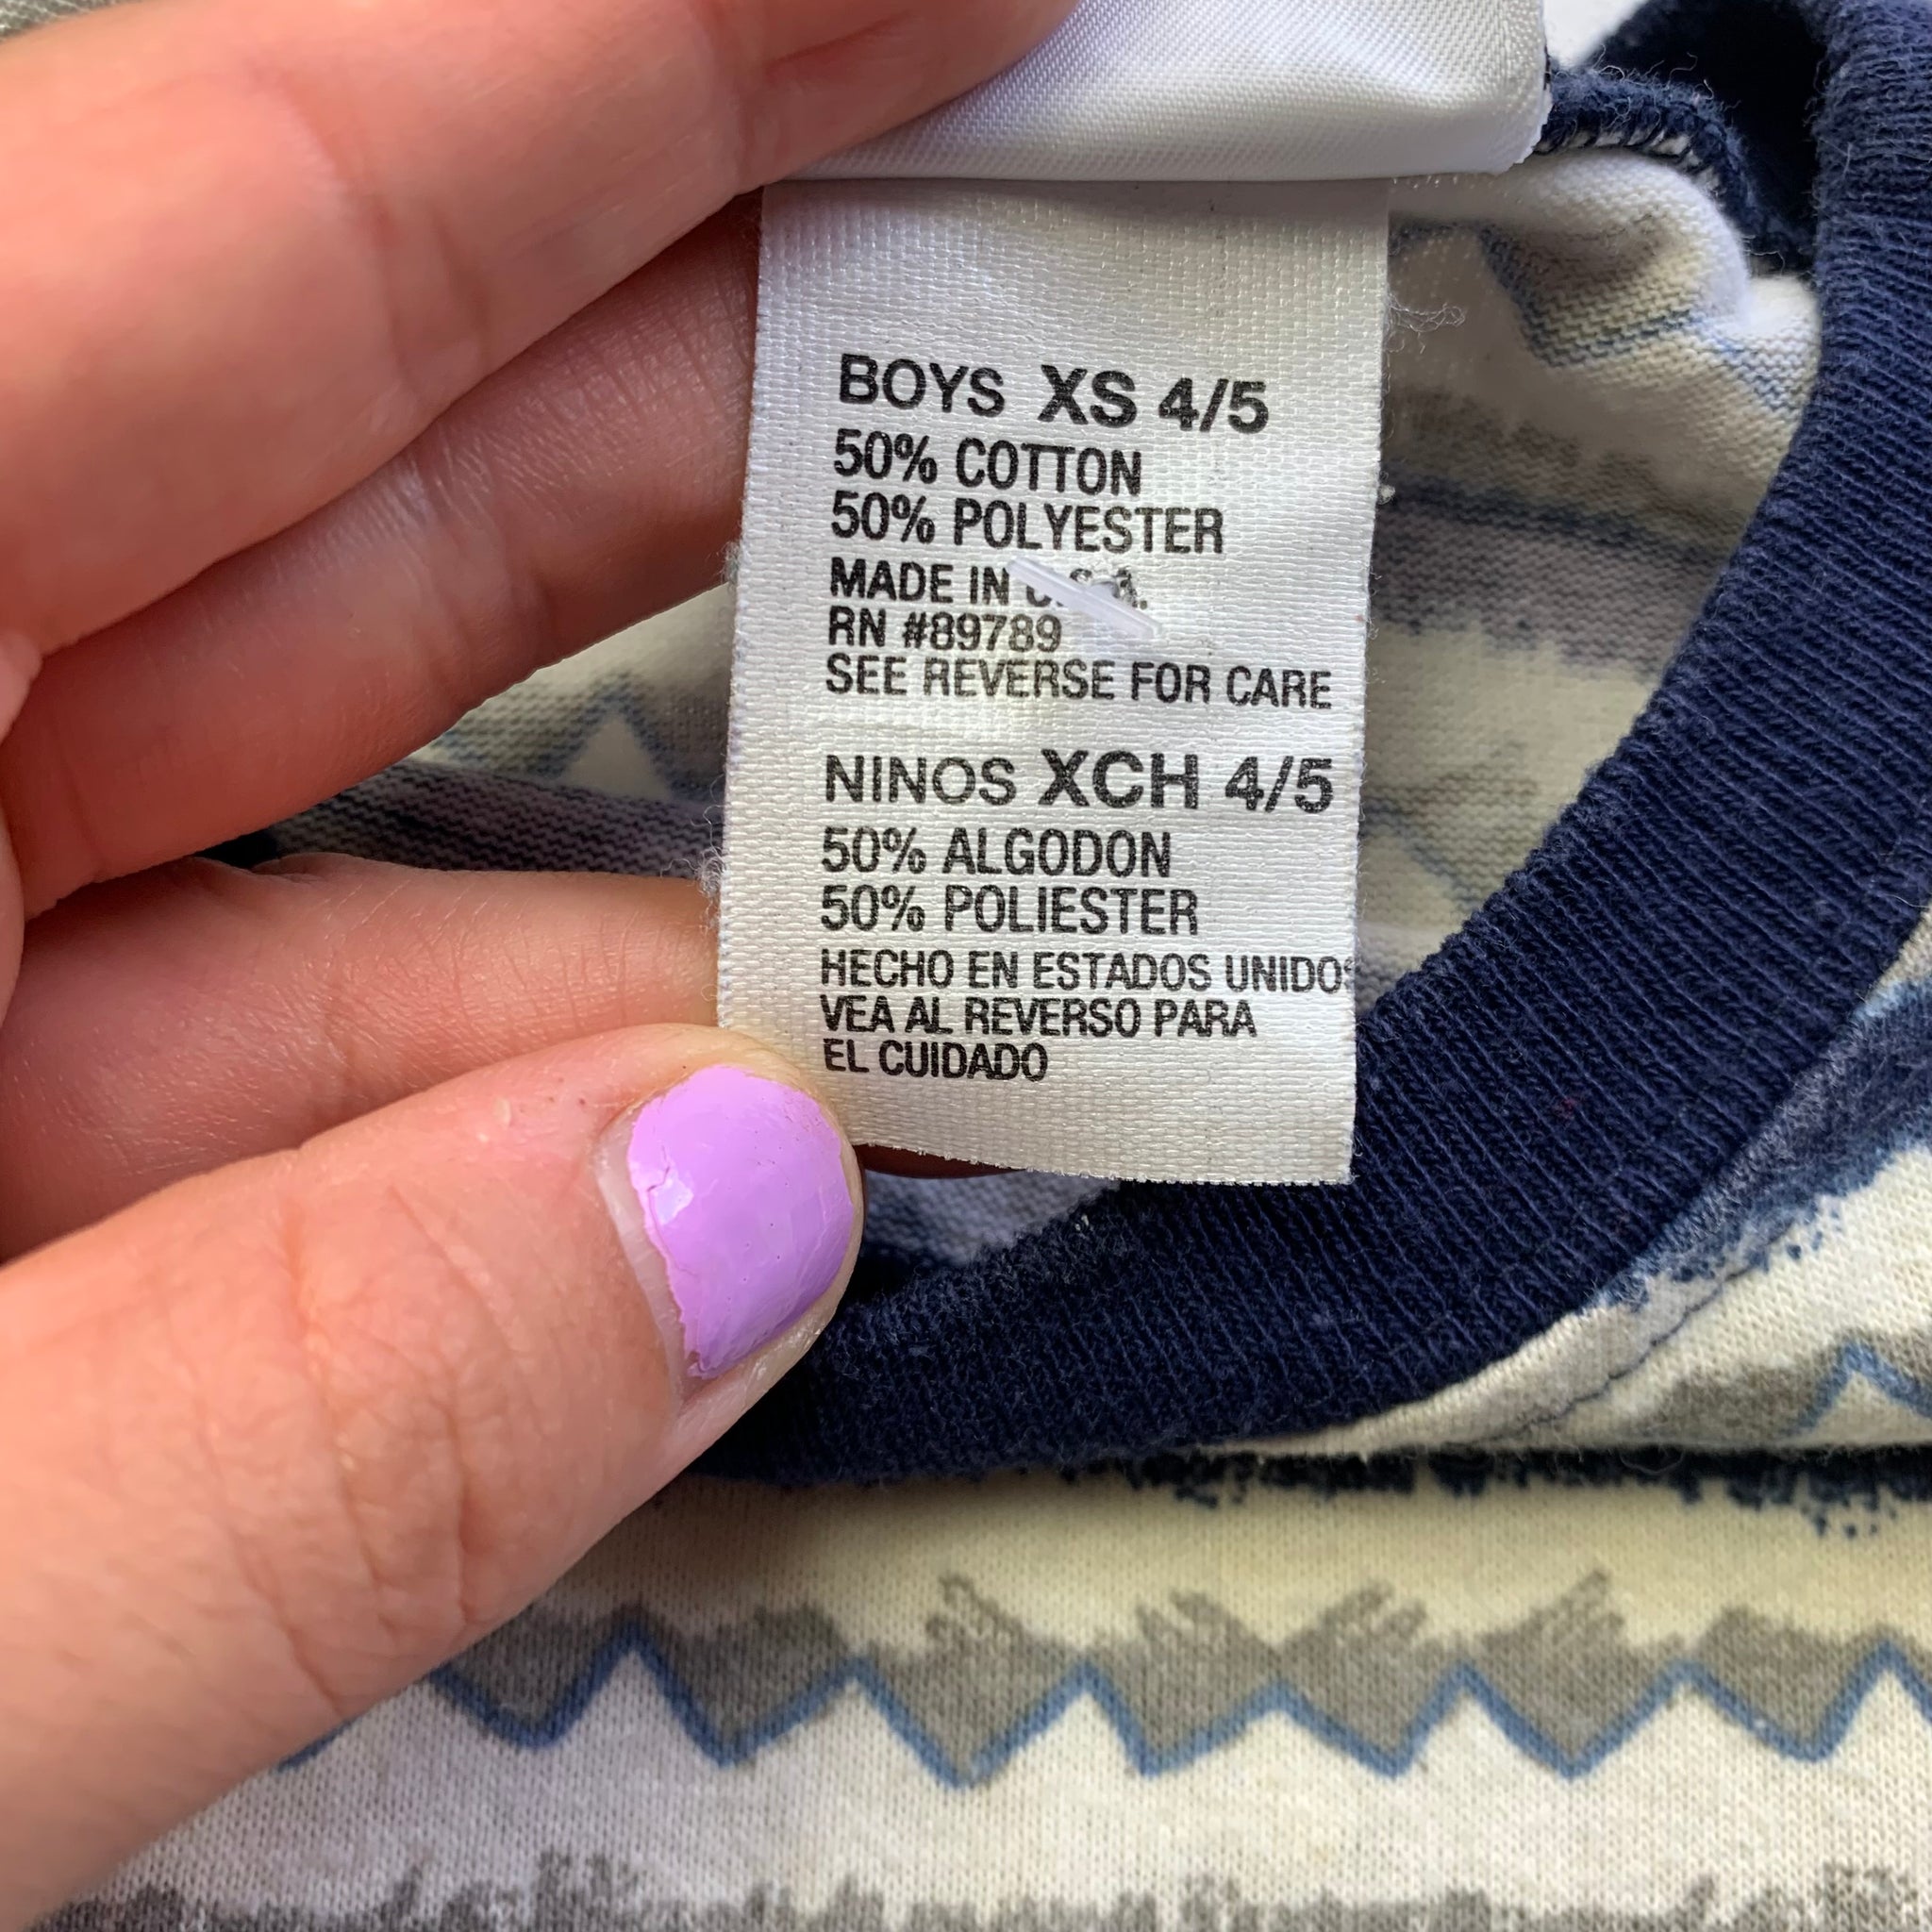 BOYS XS 4/5
50% COTTON
50% POLYESTER
MADE IN U.S.A.
RN #89789
SEE REVERSE FOR CARE
NINOS XCH 4/5
50% ALGODON
50% POLIESTER
HECHO EN ESTADOS UNIDOS
VEA AL REVERSO PARA
EL CUIDADO